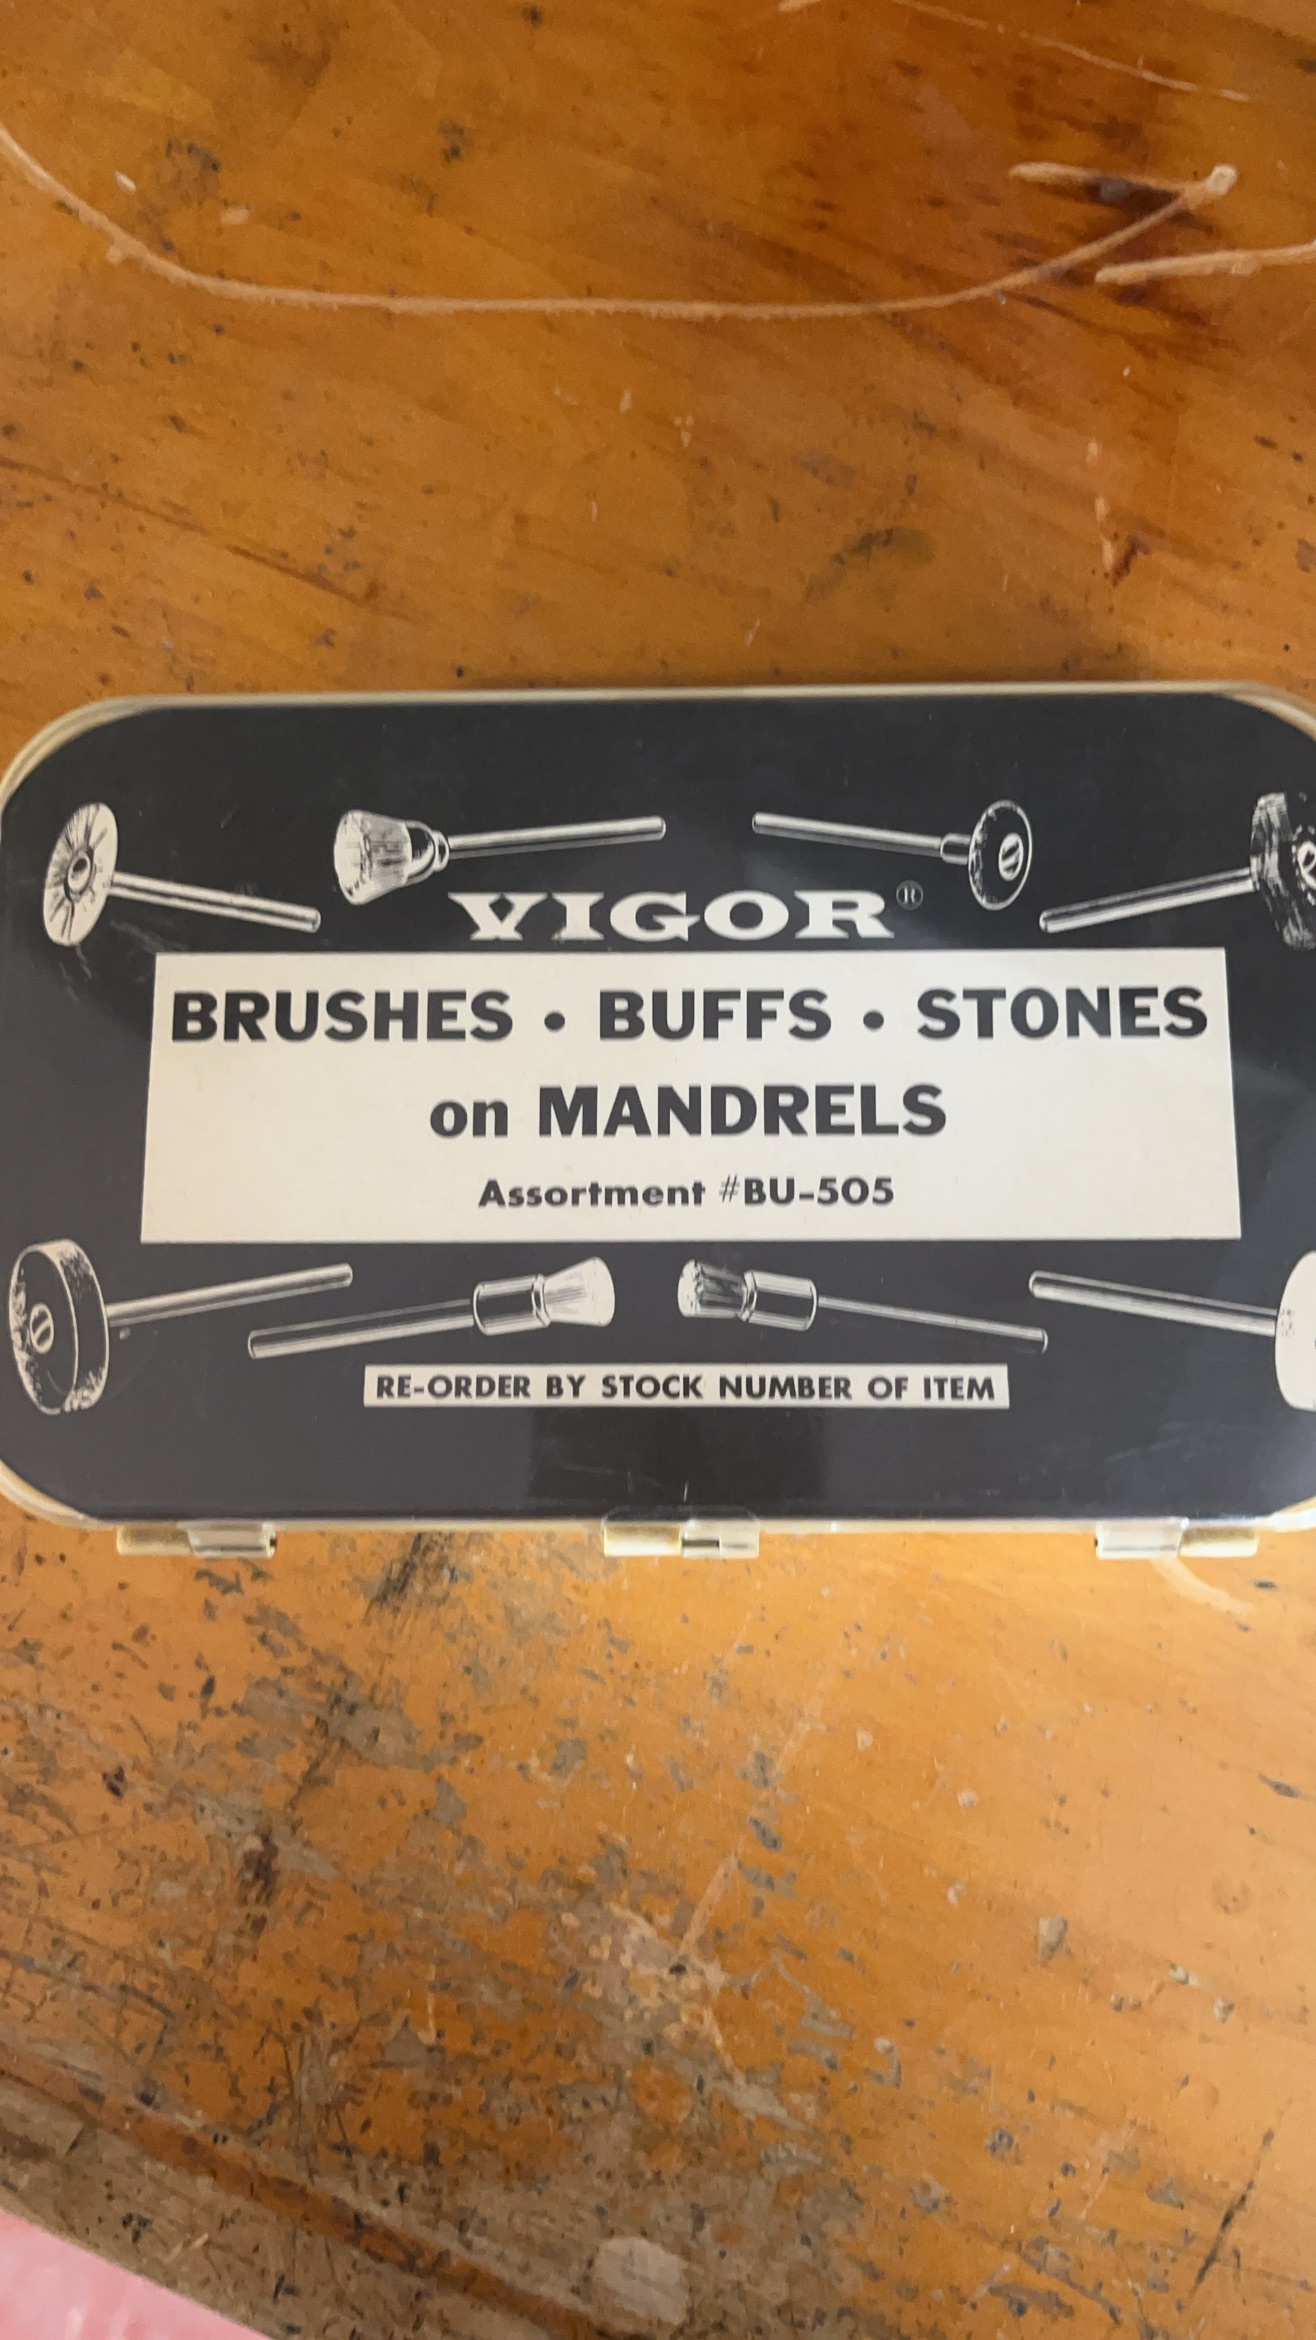 VIGOR®
BRUSHES • BUFFS • STONES
on MANDRELS
Assortment #BU-505
RE-ORDER BY STOCK NUMBER OF ITEM